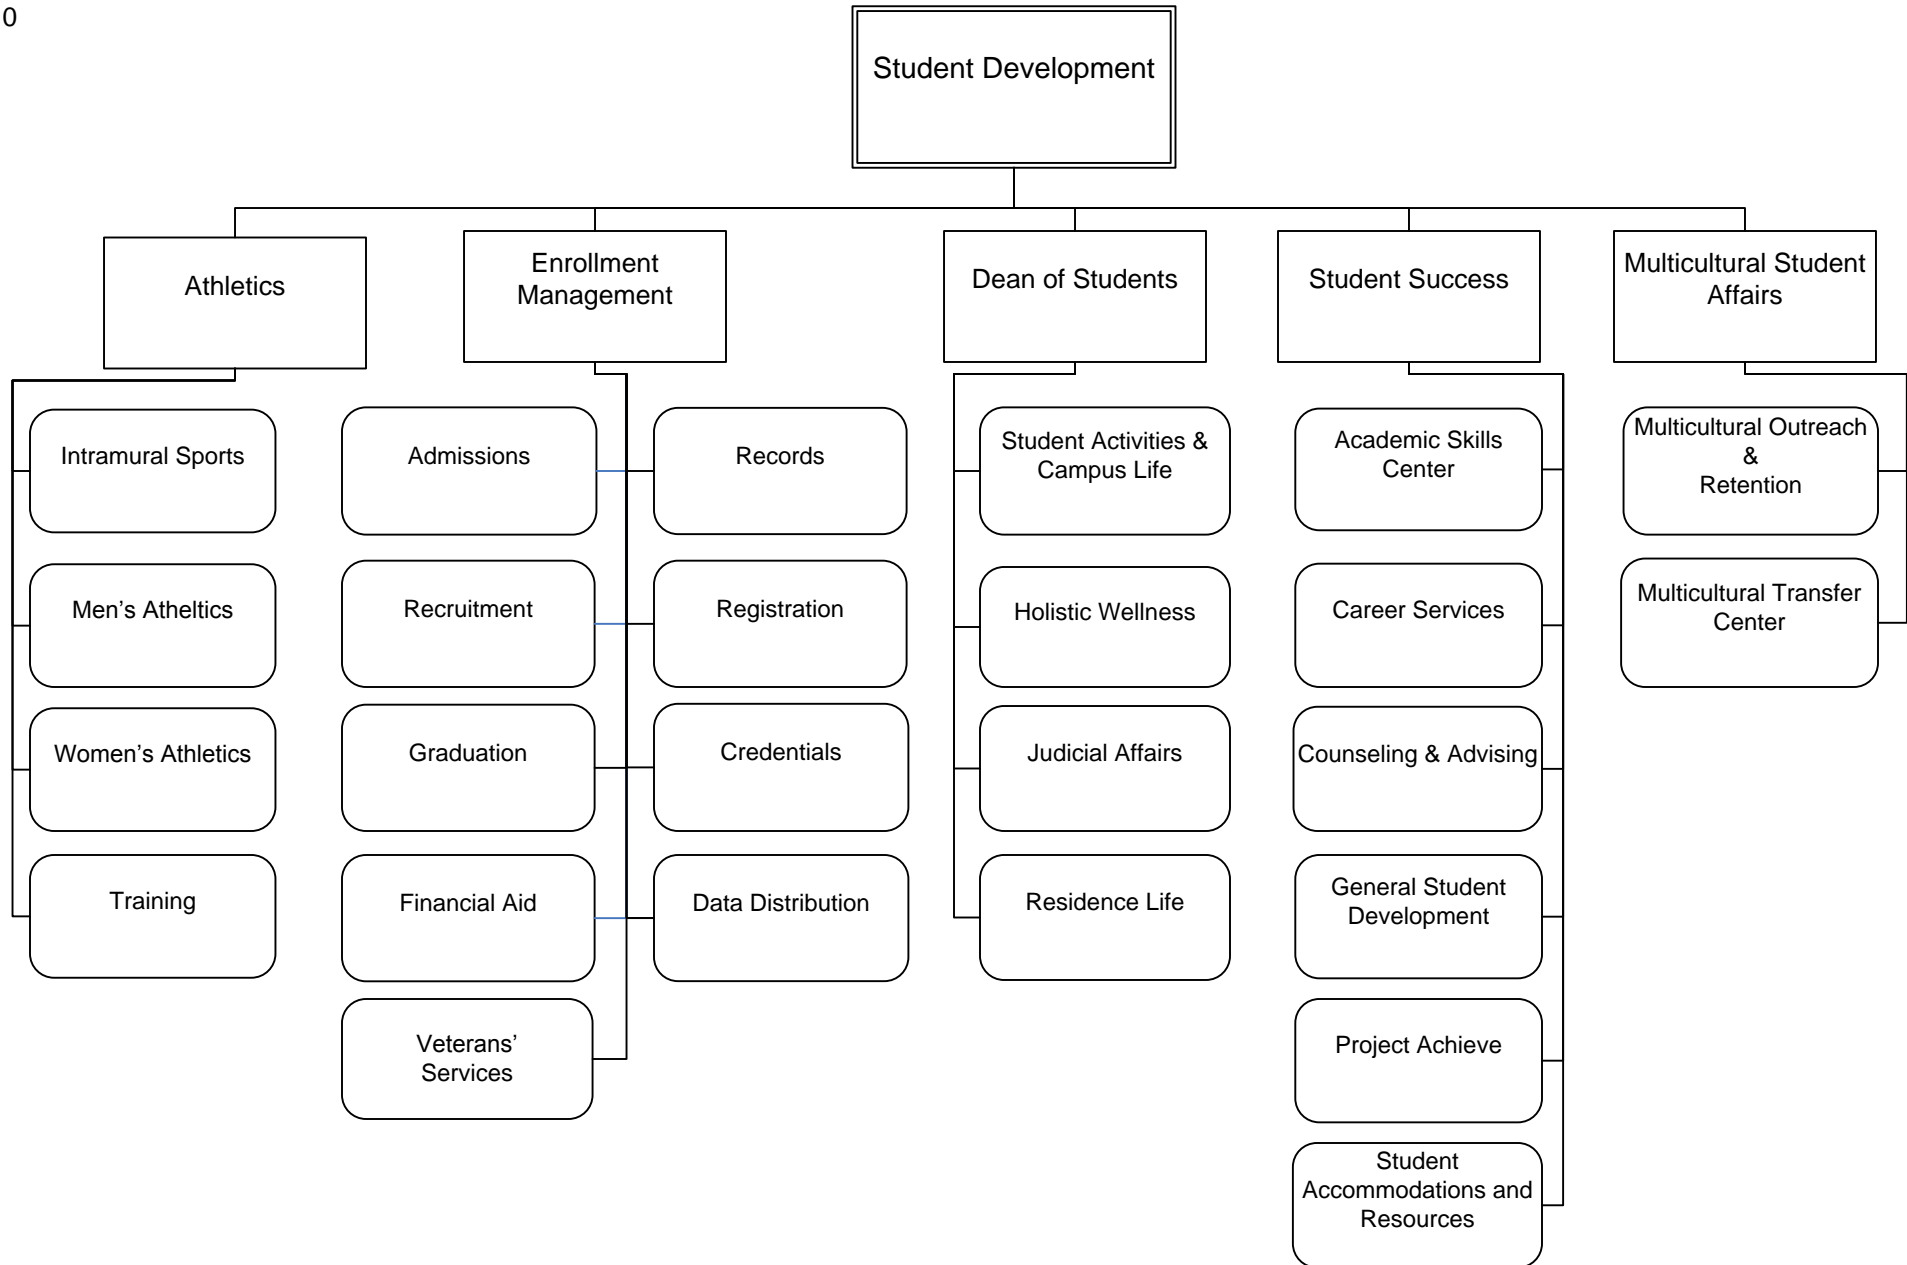 0
Student Development
Athletics
Enrollment
Management
Dean of Students
Student Success
Multicultural Student
Affairs
Intramural Sports
Men’s Atheltics
Women’s Athletics
Training
Admissions
Recruitment
Graduation
Financial Aid
Veterans’
Services
Records
Registration
Credentials
Data Distribution
Student Activities &
Campus Life
Holistic Wellness
Judicial Affairs
Residence Life
Academic Skills
Center
Career Services
Counseling & Advising
General Student
Development
Project Achieve
Student
Accommodations and
Resources
Multicultural Outreach
&
Retention
Multicultural Transfer
Center